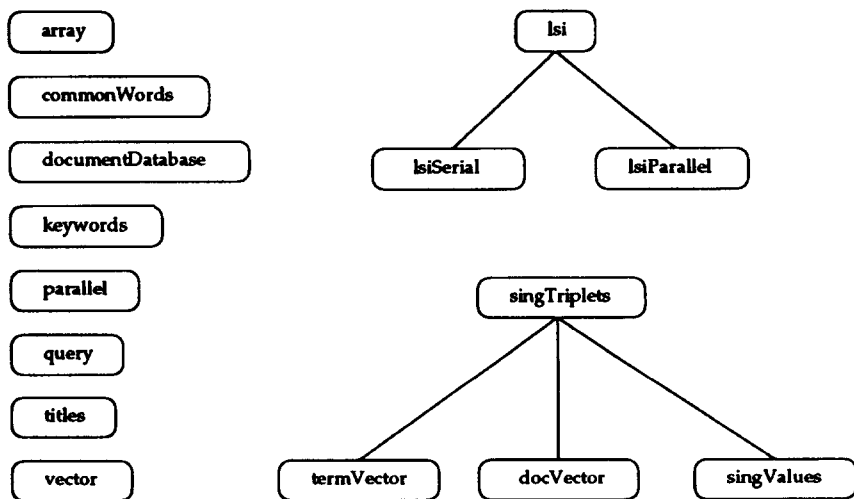 array
commonWords
documentDatabase
keywords
parallel
query
titles
vector
lsi
lsiSerial
lsiParallel
singTriplets
termVector
docVector
singValues